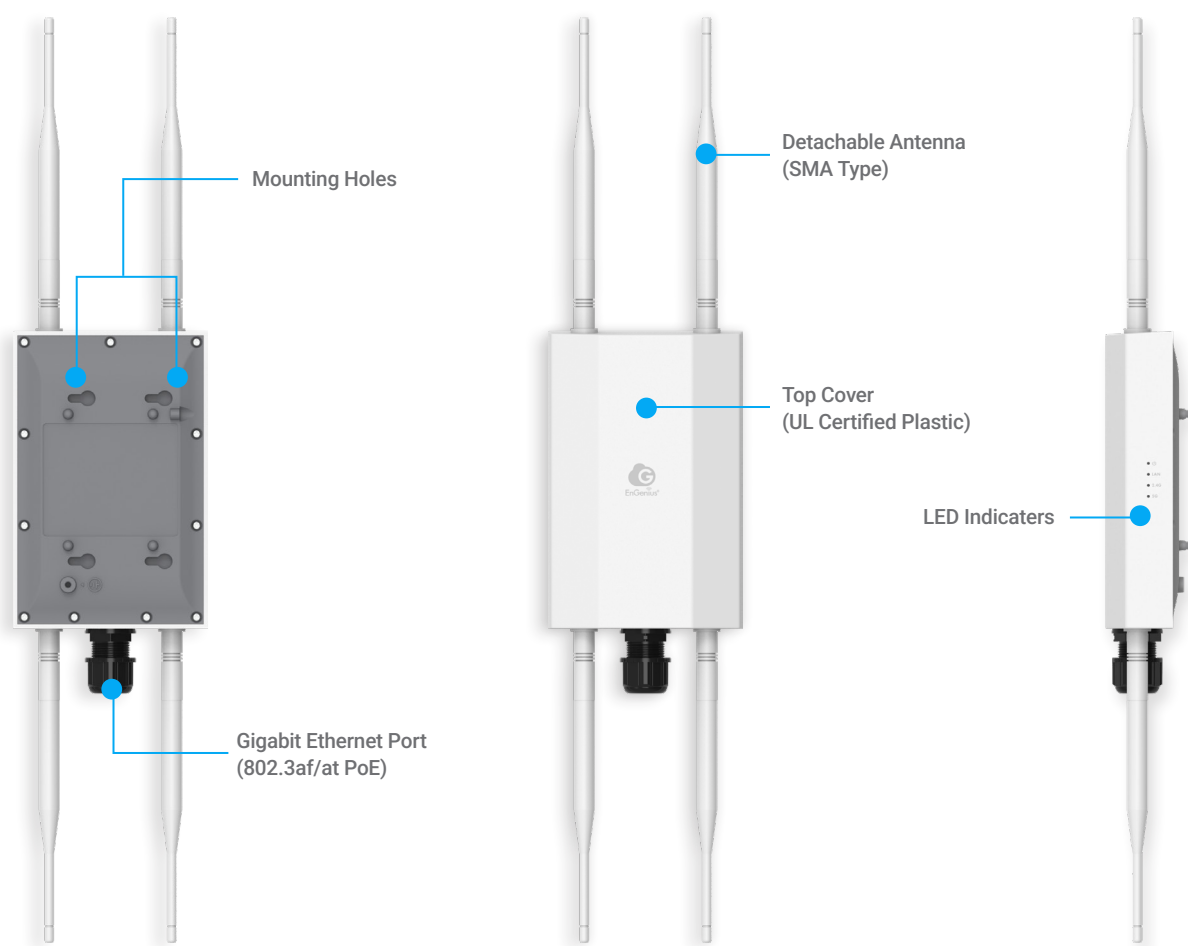 Detachable Antenna
(SMA Type)
Mounting Holes
Top Cover
(UL Certified Plastic)
EnGenius®
LED Indicaters
Gigabit Ethernet Port
(802.3af/at PoE)